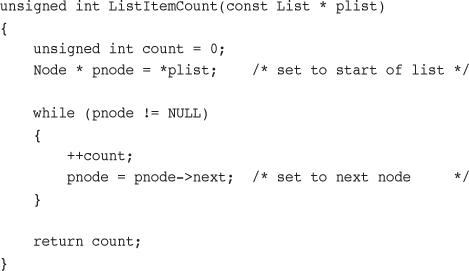 unsigned int ListItemCount(const List * plist)
{
    unsigned int count = 0;
    Node * pnode = *plist;    /* set to start of list */

    while (pnode != NULL)
    {
        ++count;
        pnode = pnode->next;  /* set to next node     */
    }

    return count;
}